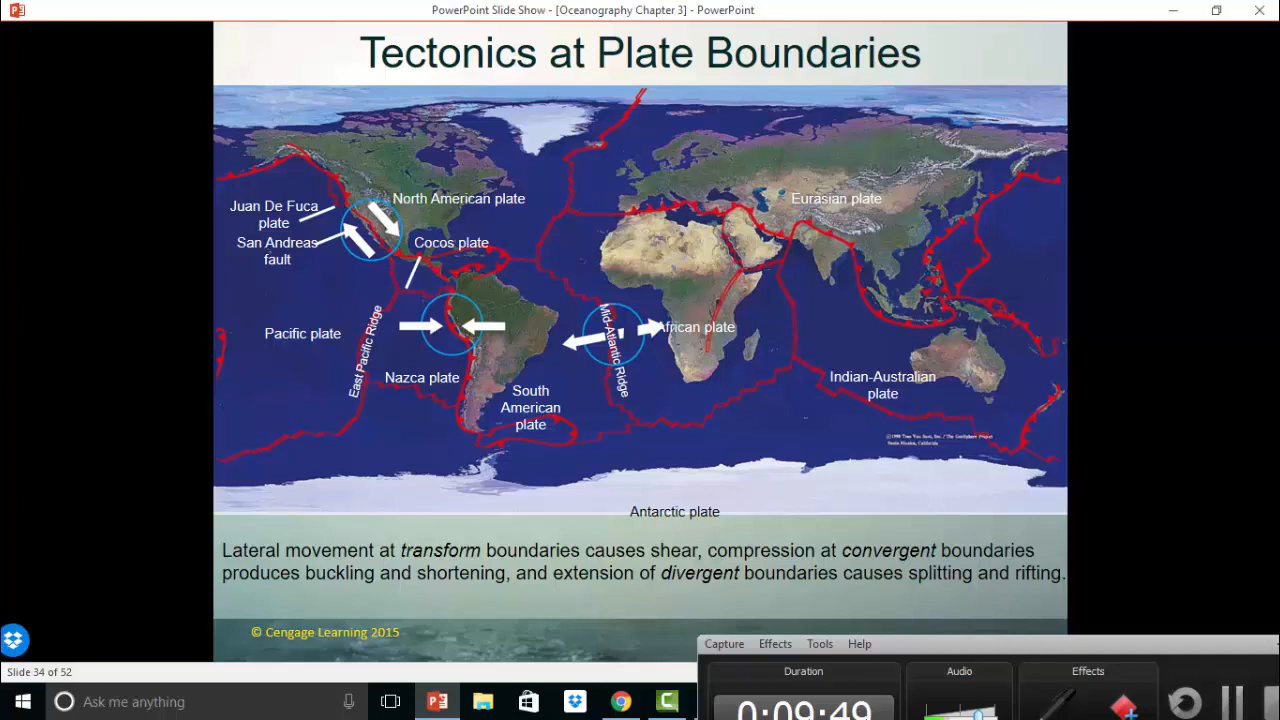 PowerPoint Slide Show - [Oceanography Chapter 3] - PowerPoint
Tectonics at Plate Boundaries
Juan De Fuca
plate
North American plate
Eurasian plate
San Andreas
fault
Cocos plate
Pacific plate
East Pacific Ridge
Mid-Atlantic Ridge
African plate
Nazca plate
South
American
plate
Indian-Australian
plate
Antarctic plate
Lateral movement at transform boundaries causes shear, compression at convergent boundaries
produces buckling and shortening, and extension of divergent boundaries causes splitting and rifting.
© Cengage Learning 2015
Slide 34 of 52
Capture Effects Tools Help
Duration Audio Effects
0:09:49
Ask me anything